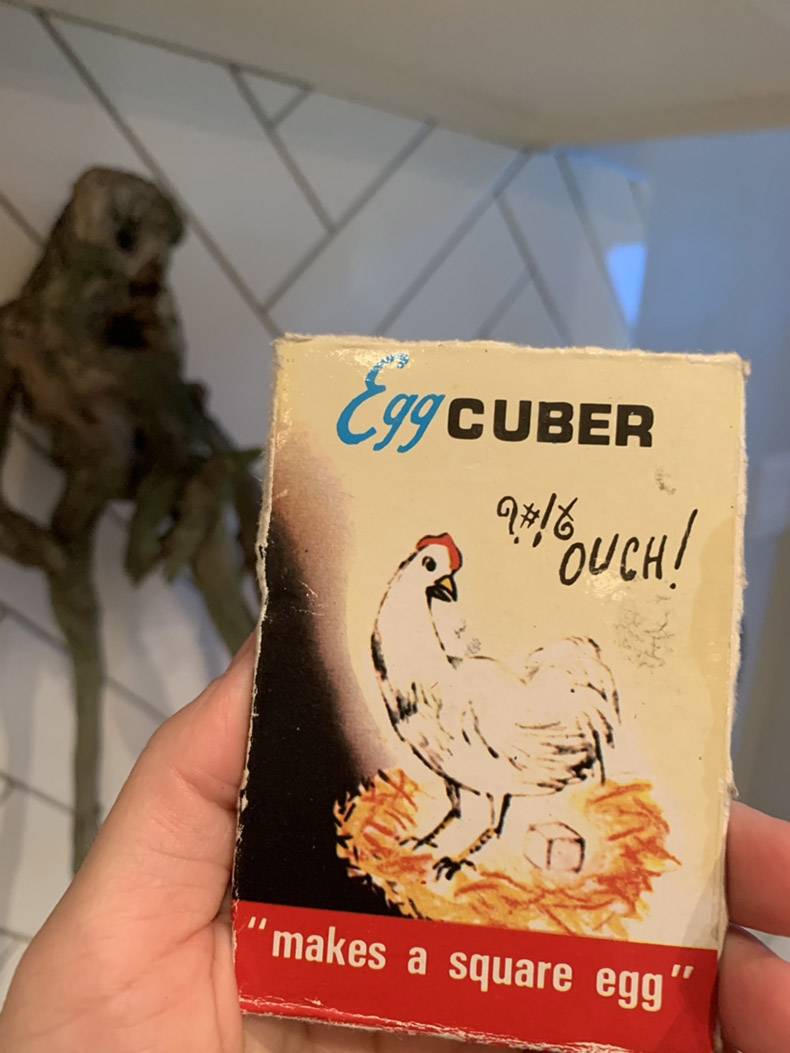 Egg CUBER
?#!&
OUCH!
"makes a square egg"